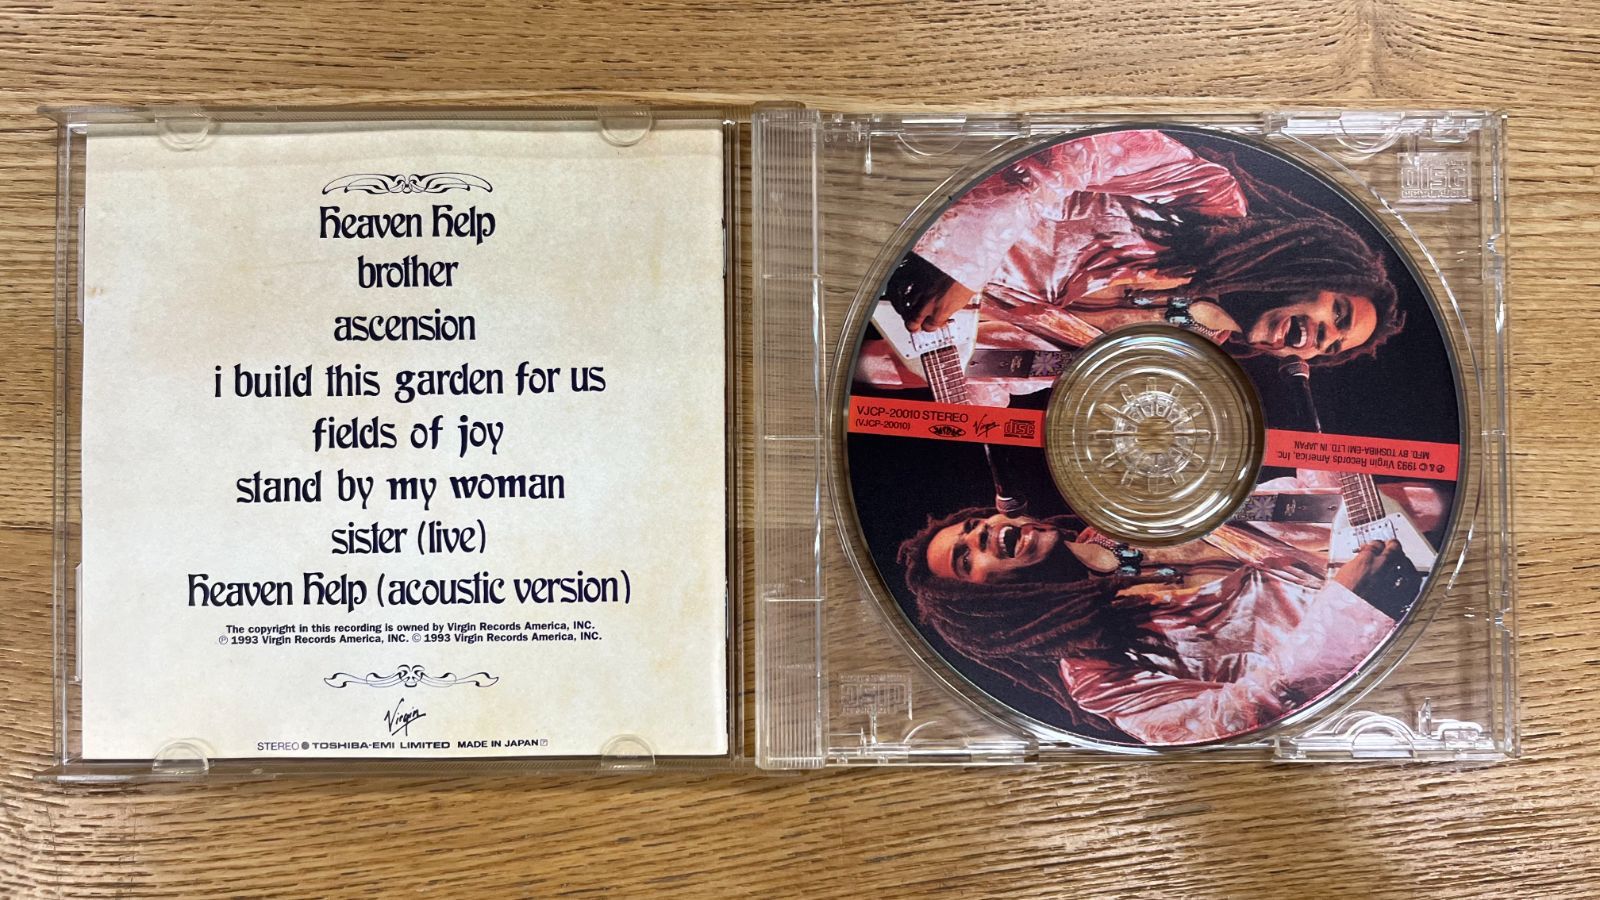 heaven help
brother
ascension
i build this garden for us
fields of joy
stand by my woman
sister (live)
heaven help (acoustic version)
The copyright in this recording is owned by Virgin Records America, INC.
℗ 1993 Virgin Records America, INC. © 1993 Virgin Records America, INC.
Virgin
STEREO ● TOSHIBA-EMI LIMITED MADE IN JAPAN Ⓟ
VJCP-20010 STEREO
(VJCP-20010)
Virgin
disc
℗ & © 1993 Virgin Records America, Inc.
MFD. BY TOSHIBA-EMI LTD. IN JAPAN.
disc
disc